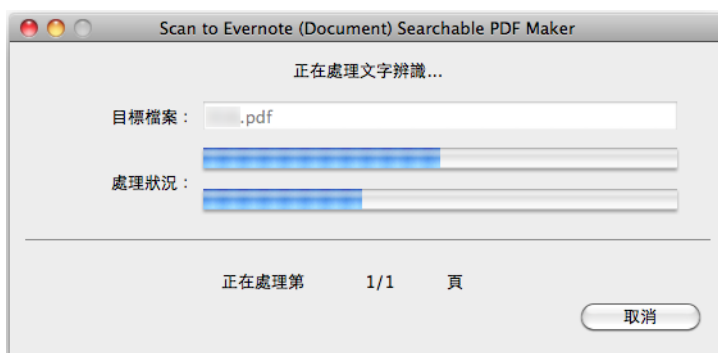 Scan to Evernote (Document) Searchable PDF Maker
正在處理文字辨識...
目標檔案： .pdf
處理狀況：
正在處理第 1/1 頁
取消